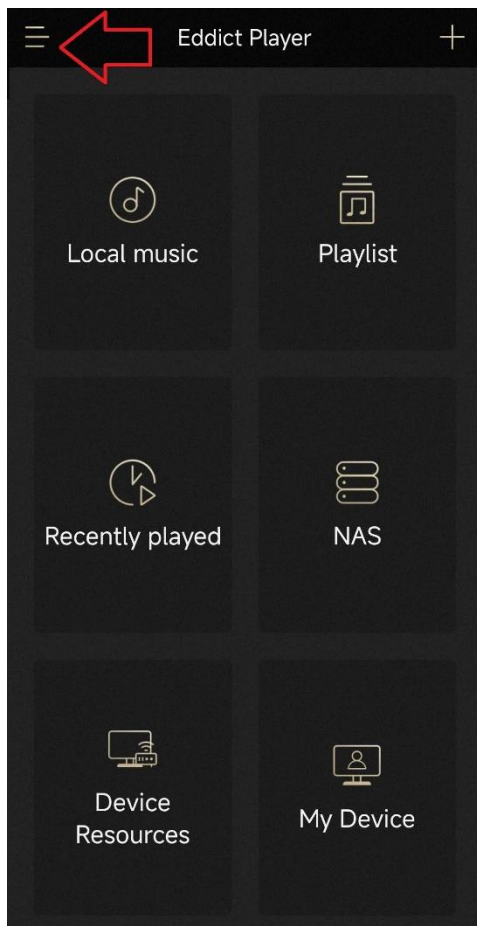 Eddict Player
Local music
Playlist
Recently played
NAS
Device
Resources
My Device